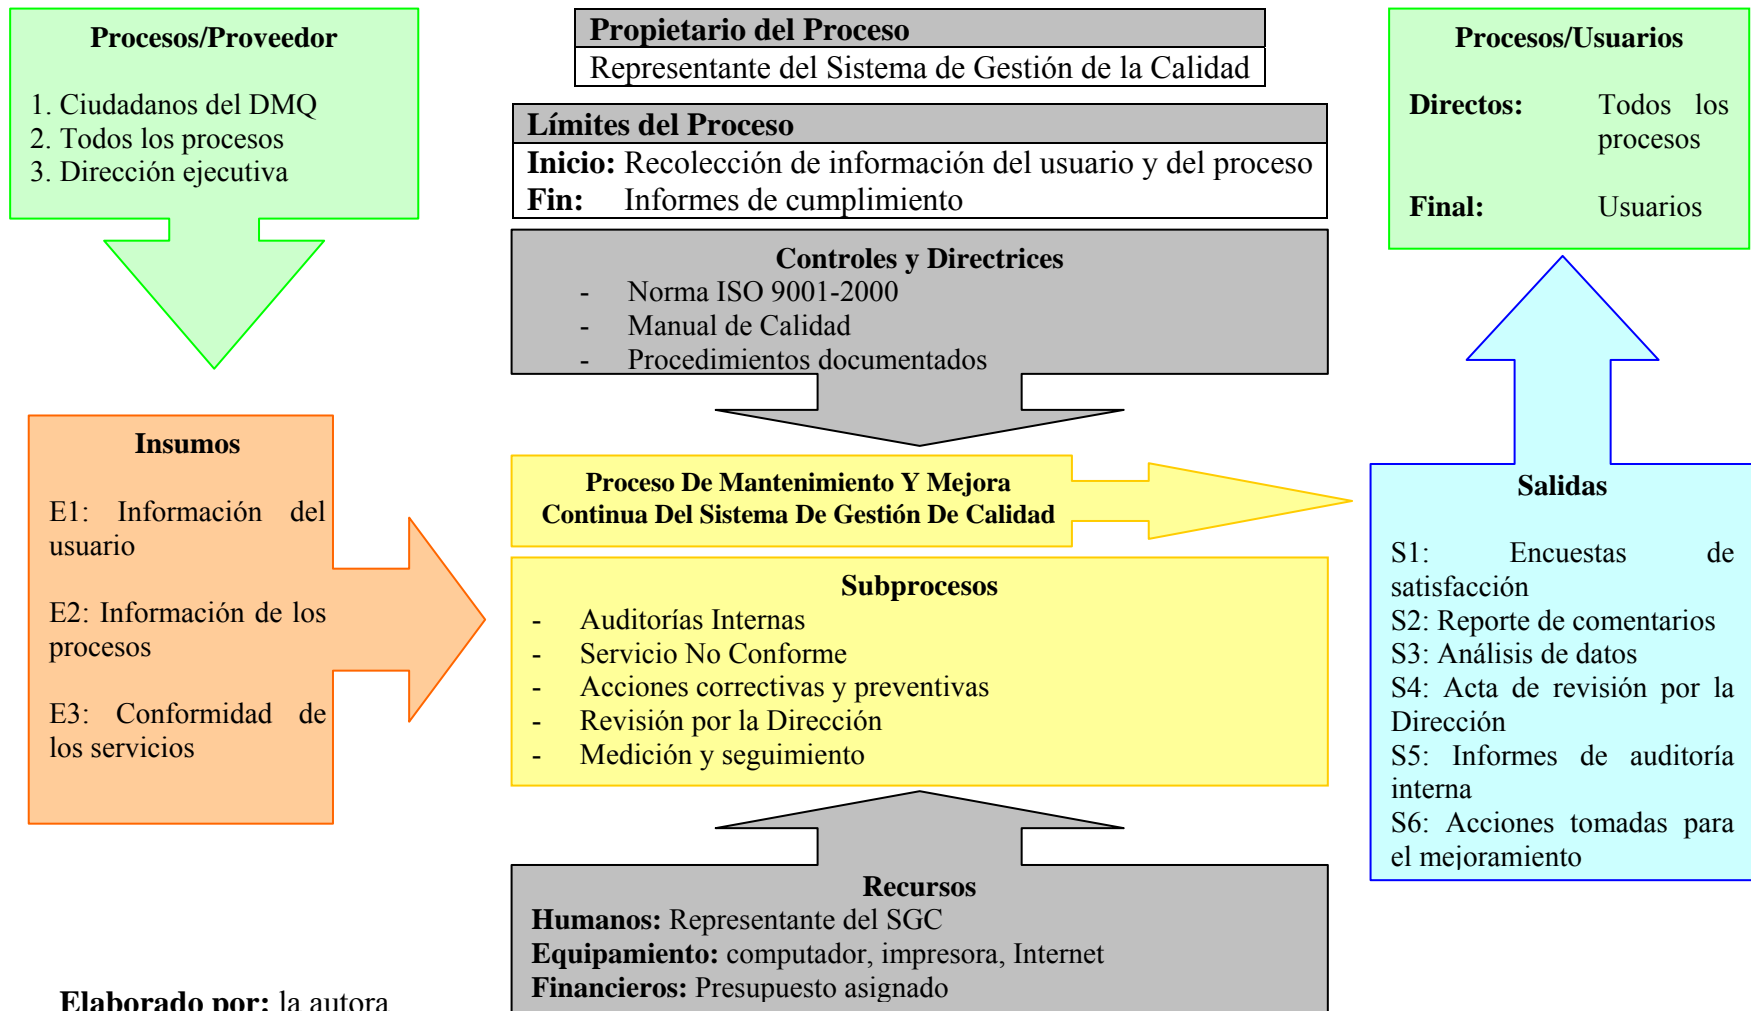 Procesos/Proveedor
1. Ciudadanos del DMQ
2. Todos los procesos
3. Dirección ejecutiva
Propietario del Proceso
Representante del Sistema de Gestión de la Calidad
Límites del Proceso
Inicio: Recolección de información del usuario y del proceso
Fin: Informes de cumplimiento
Procesos/Usuarios
Directos: Todos los
procesos
Final: Usuarios
Controles y Directrices
- Norma ISO 9001-2000
- Manual de Calidad
- Procedimientos documentados
Insumos
E1: Información del
usuario
E2: Información de los
procesos
E3: Conformidad de
los servicios
Proceso De Mantenimiento Y Mejora
Continua Del Sistema De Gestión De Calidad
Subprocesos
- Auditorías Internas
- Servicio No Conforme
- Acciones correctivas y preventivas
- Revisión por la Dirección
- Medición y seguimiento
Salidas
S1: Encuestas de
satisfacción
S2: Reporte de comentarios
S3: Análisis de datos
S4: Acta de revisión por la
Dirección
S5: Informes de auditoría
interna
S6: Acciones tomadas para
el mejoramiento
Recursos
Humanos: Representante del SGC
Equipamiento: computador, impresora, Internet
Financieros: Presupuesto asignado
Elaborado por: la autora